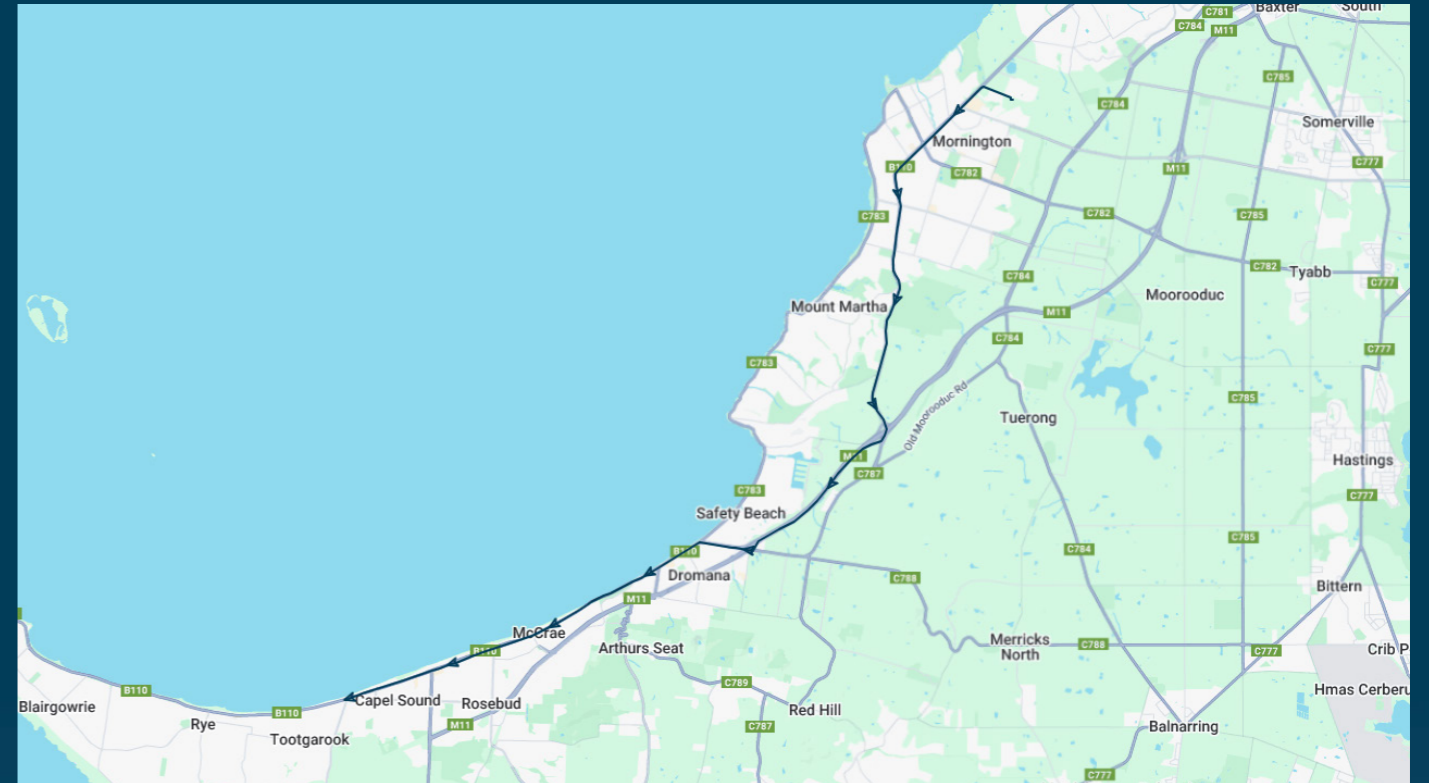 C781
Baxter
South
C784
M11
C785
C784
Somerville
Mornington
C777
B110
C782
M11
C783
C782
C785
C782
Tyabb
C784
C777
Moorooduc
Mount Martha
M11
C784
C777
C783
Old Moorooduc Rd
C785
Tuerong
M11
Hastings
C787
C783
C777
Safety Beach
C785
B110
C784
Dromana
C788
Bittern
M11
McCrae
Merricks
North
C788
Arthurs Seat
B110
C777
Crib P
C789
Hmas Cerberu
B110
Capel Sound
Rosebud
Blairgowrie
Red Hill
B110
Rye
M11
C787
Balnarring
Tootgarook
C777